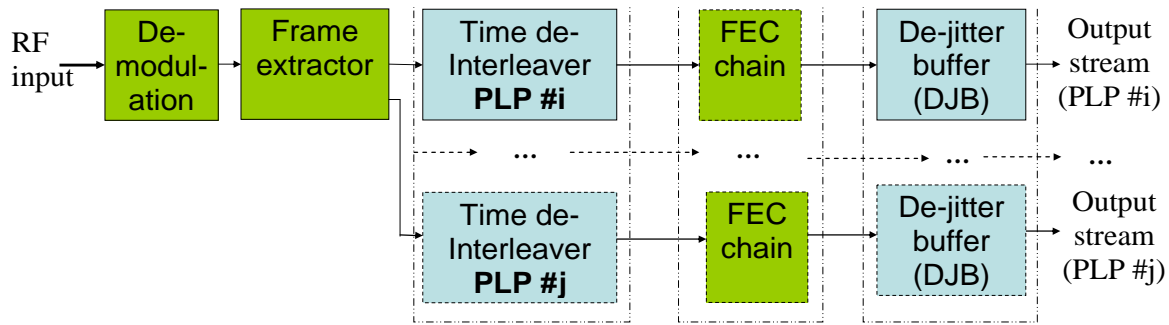 RF
input
De-
modul-
ation
Frame
extractor
Time de-
Interleaver
PLP #i
FEC
chain
De-jitter
buffer
(DJB)
Output
stream
(PLP #i)
...
...
...
...
Time de-
Interleaver
PLP #j
FEC
chain
De-jitter
buffer
(DJB)
Output
stream
(PLP #j)